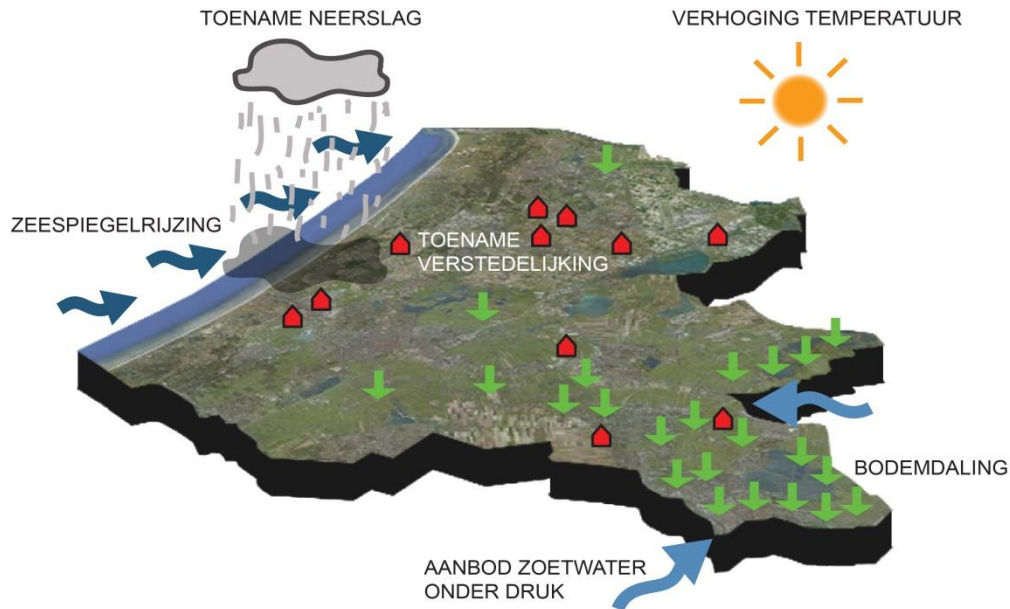 TOENAME NEERSLAG
VERHOGING TEMPERATUUR
ZEESPIEGELRIJZING
TOENAME
VERSTEDELIJKING
BODEMDALING
AANBOD ZOETWATER
ONDER DRUK